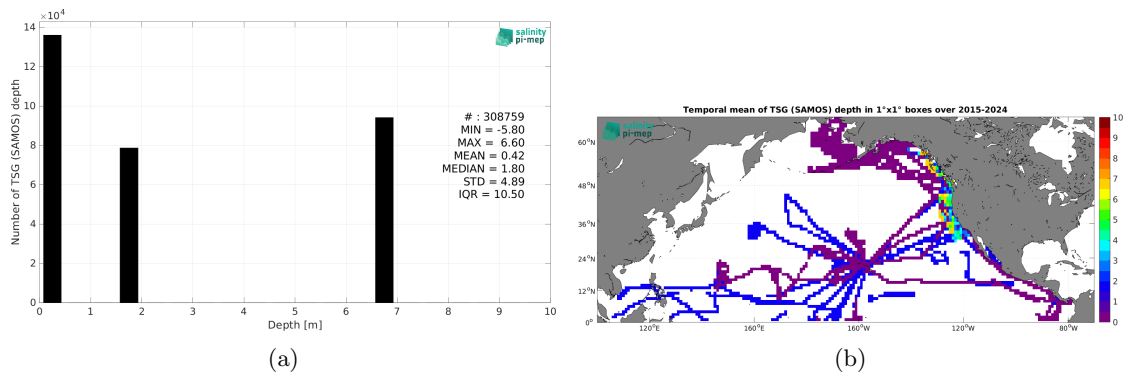 ×10⁴
14
12
10
8
6
4
2
0
Number of TSG (SAMOS) depth
salinity
pi-mep
# : 308759
MIN = -5.80
MAX = 6.60
MEAN = 0.42
MEDIAN = 1.80
STD = 4.89
IQR = 10.50
0 1 2 3 4 5 6 7 8 9 10
Depth [m]
(a)
Temporal mean of TSG (SAMOS) depth in 1°x1° boxes over 2015-2024
salinity
pi-mep
60°N
48°N
36°N
24°N
12°N
0°
120°E 160°E 160°W 120°W 80°W
10
9
8
7
6
5
4
3
2
1
0
(b)